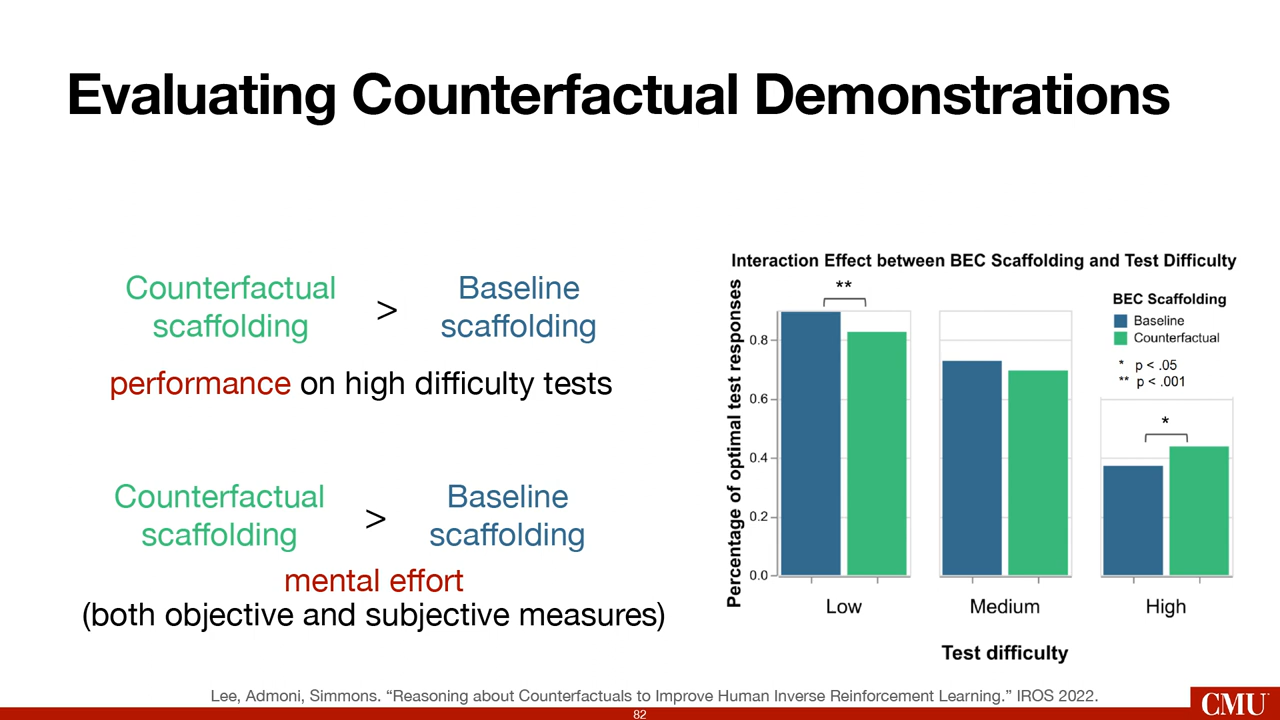 Evaluating Counterfactual Demonstrations
Counterfactual
scaffolding
>
Baseline
scaffolding
performance on high difficulty tests
Counterfactual
scaffolding
>
Baseline
scaffolding
mental effort
(both objective and subjective measures)
Interaction Effect between BEC Scaffolding and Test Difficulty
Percentage of optimal test responses
0.8
0.6
0.4
0.2
0.0
**
*
BEC Scaffolding
Baseline
Counterfactual
* p < .05
** p < .001
Low
Medium
High
Test difficulty
Lee, Admoni, Simmons. “Reasoning about Counterfactuals to Improve Human Inverse Reinforcement Learning.” IROS 2022.
82
CMU